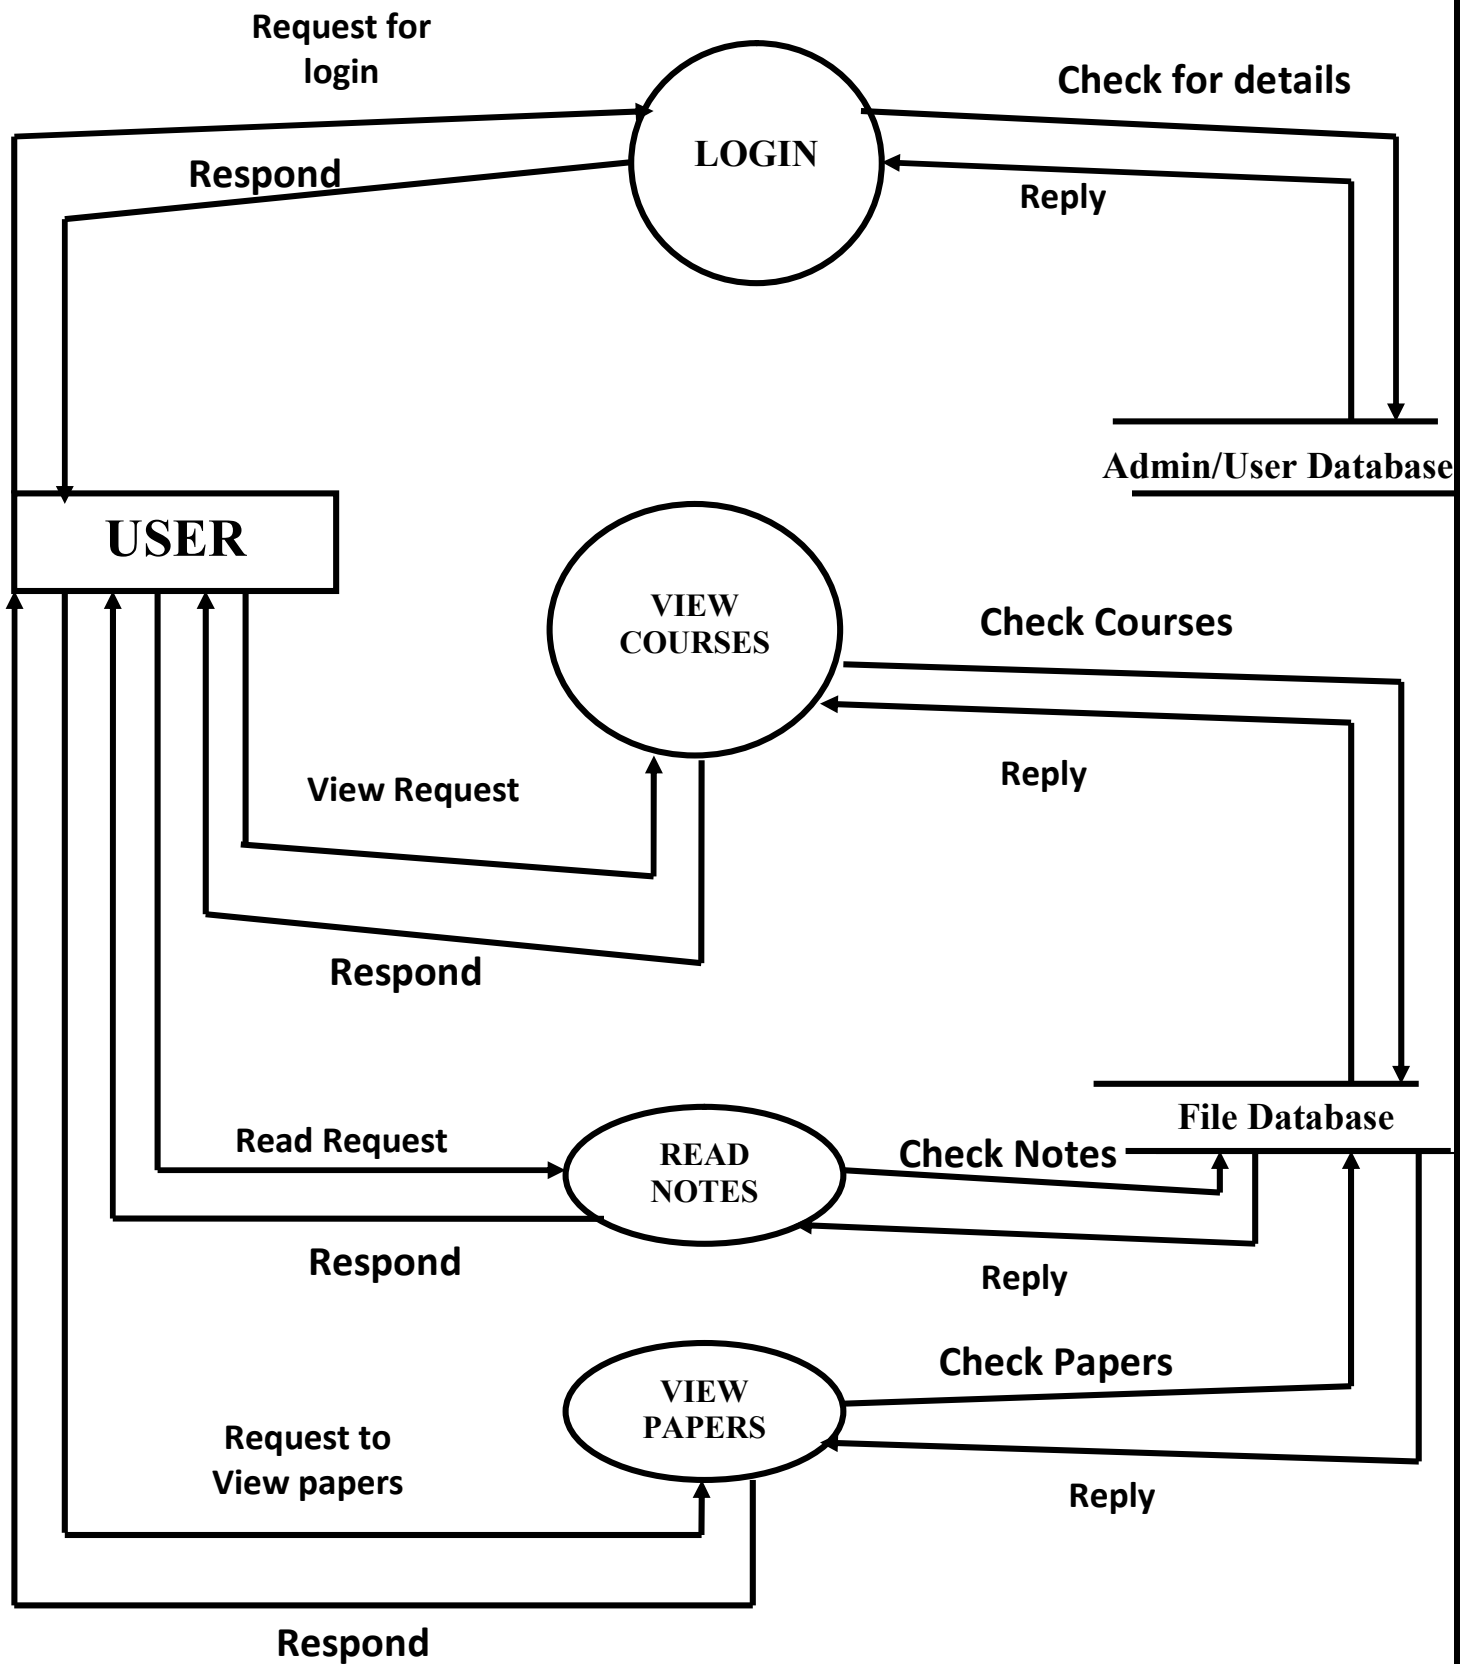 Request for
login
Check for details
LOGIN
Respond
Reply
Admin/User Database
USER
VIEW
COURSES
Check Courses
Reply
View Request
Respond
File Database
Read Request
READ
NOTES
Check Notes
Respond
Reply
Check Papers
VIEW
PAPERS
Request to
View papers
Reply
Respond